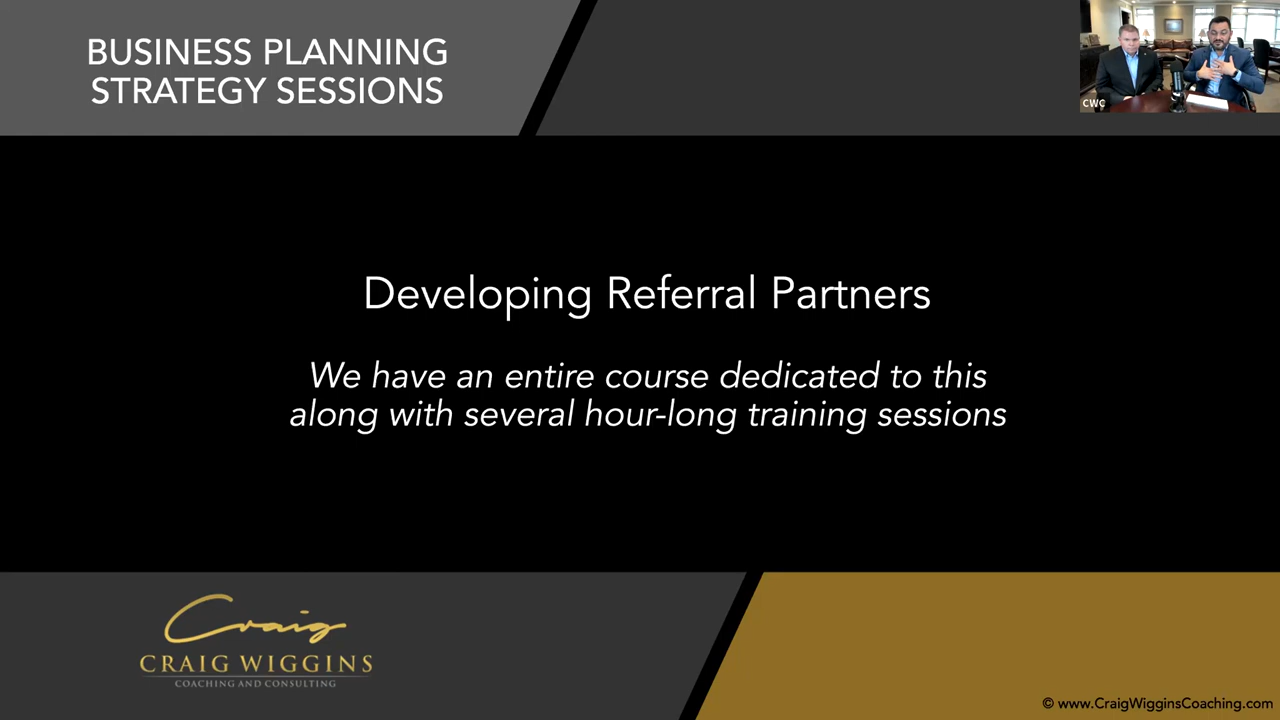 BUSINESS PLANNING
STRATEGY SESSIONS
CWC
Developing Referral Partners
We have an entire course dedicated to this
along with several hour-long training sessions
Craig
CRAIG WIGGINS
COACHING AND CONSULTING
© www.CraigWigginsCoaching.com